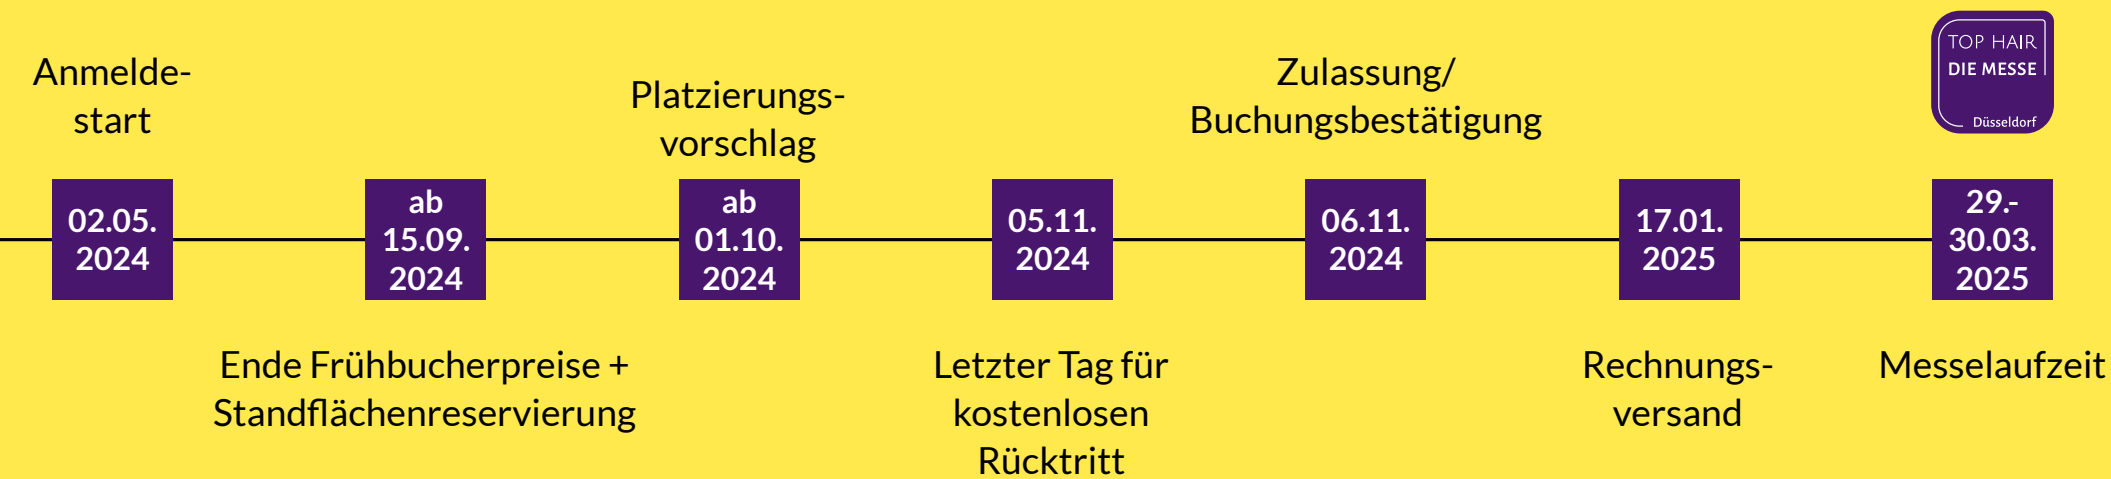 Anmelde-
start
02.05.
2024
ab
15.09.
2024
Ende Frühbucherpreise +
Standflächenreservierung
Platzierungs-
vorschlag
ab
01.10.
2024
05.11.
2024
Letzter Tag für
kostenlosen
Rücktritt
Zulassung/
Buchungsbestätigung
06.11.
2024
17.01.
2025
Rechnungs-
versand
TOP HAIR
DIE MESSE
Düsseldorf
29.-
30.03.
2025
Messelaufzeit